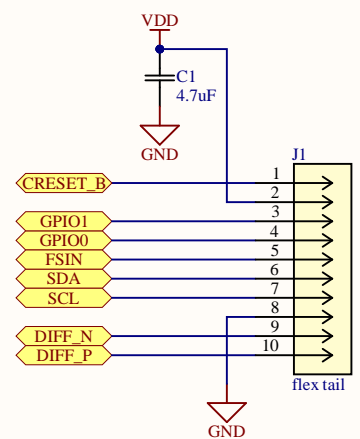 VDD
C1
4.7uF
GND
J1
CRESET_B 1
2
GPIO1 3
GPIO0 4
FSIN 5
SDA 6
SCL 7
8
DIFF_N 9
DIFF_P 10
flex tail
GND